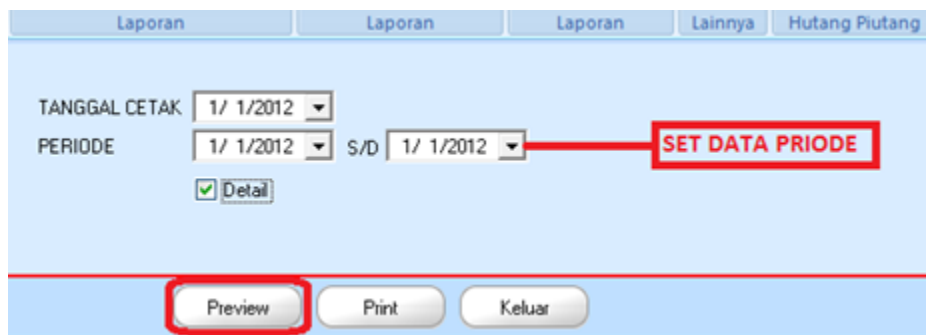 Laporan Laporan Laporan Lainnya Hutang Piutang
TANGGAL CETAK 1/ 1/2012
PERIODE 1/ 1/2012 S/D 1/ 1/2012 SET DATA PRIODE
Detail
Preview Print Keluar